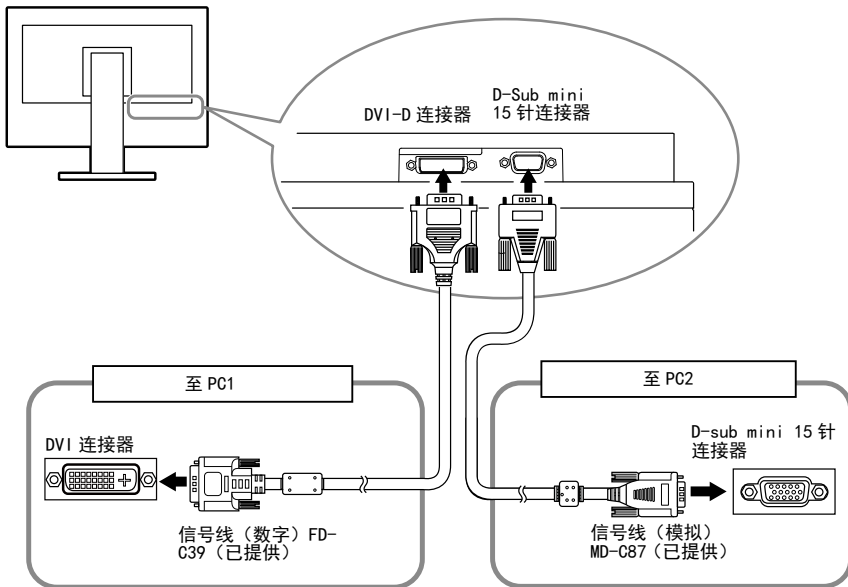 DVI-D 连接器
D-Sub mini
15 针连接器
至 PC1
至 PC2
DVI 连接器
信号线（数字）FD-
C39（已提供）
D-sub mini 15 针
连接器
信号线（模拟）
MD-C87（已提供）